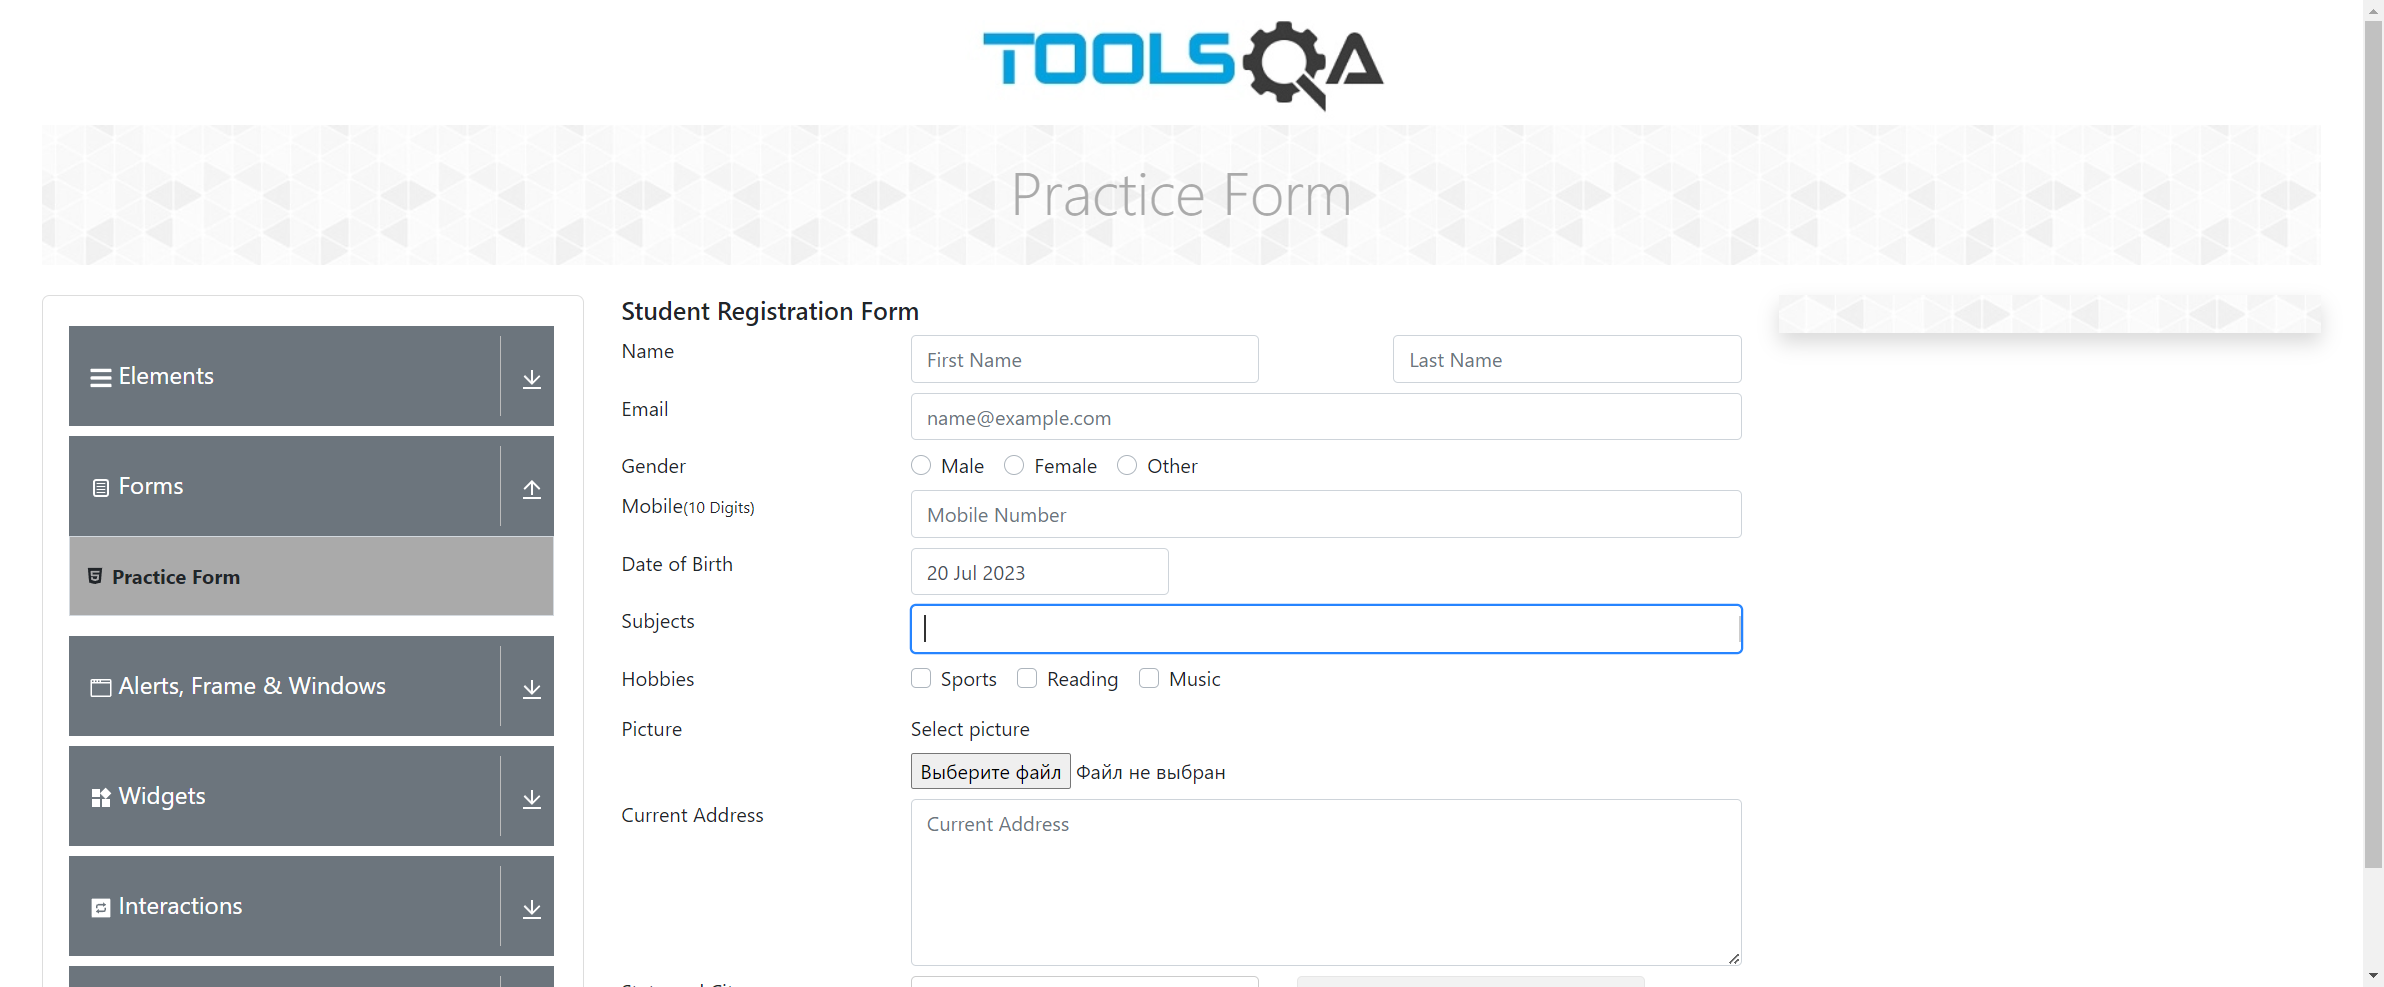 TOOLSQA
Practice Form
Elements
Forms
Practice Form
Alerts, Frame & Windows
Widgets
Interactions
Student Registration Form
Name
First Name
Last Name
Email
name@example.com
Gender
Male
Female
Other
Mobile(10 Digits)
Mobile Number
Date of Birth
20 Jul 2023
Subjects
Hobbies
Sports
Reading
Music
Picture
Select picture
Выберите файл
Файл не выбран
Current Address
Current Address